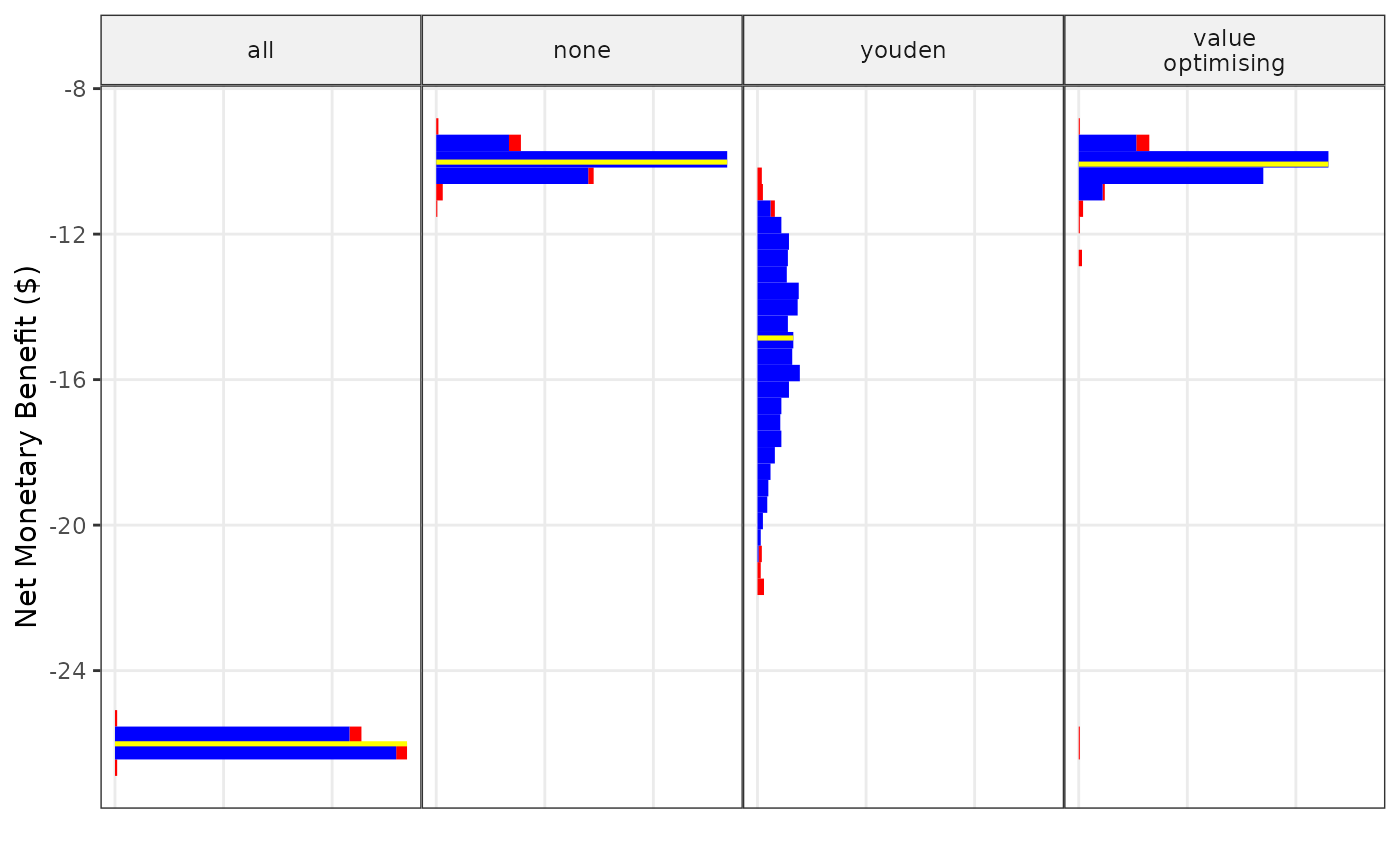 all
none
youden
value
optimising
Net Monetary Benefit ($)
-8
-12
-16
-20
-24